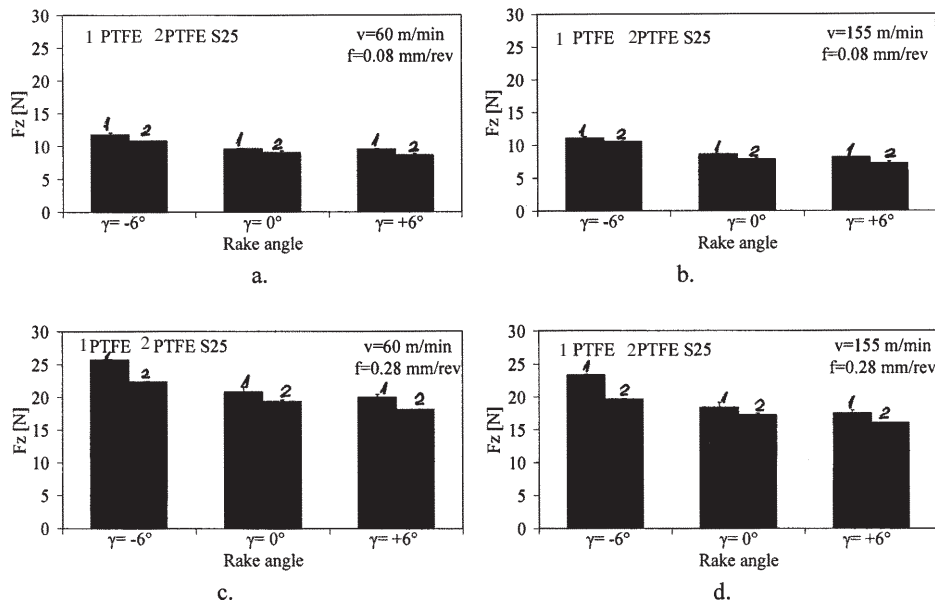 30
25
20
15
10
5
0
Fz [N]
1 PTFE 2PTFE S25
v=60 m/min
f=0.08 mm/rev
1 2 1 2 1 2
γ= -6° γ= 0° γ= +6°
Rake angle
a.
30
25
20
15
10
5
0
Fz [N]
1 PTFE 2PTFE S25
v=155 m/min
f=0.08 mm/rev
1 2 1 2 1 2
γ= -6° γ= 0° γ= +6°
Rake angle
b.
30
25
20
15
10
5
0
Fz [N]
1PTFE 2 PTFE S25
v=60 m/min
f=0.28 mm/rev
1 2 1 2 1 2
γ= -6° γ= 0° γ= +6°
Rake angle
c.
30
25
20
15
10
5
0
Fz [N]
1 PTFE 2PTFE S25
v=155 m/min
f=0.28 mm/rev
1 2 1 2 1 2
γ= -6° γ= 0° γ= +6°
Rake angle
d.